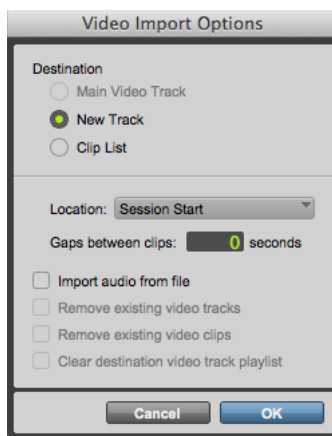 Video Import Options
Destination
Main Video Track
New Track
Clip List
Location: Session Start
Gaps between clips: 0 seconds
Import audio from file
Remove existing video tracks
Remove existing video clips
Clear destination video track playlist
Cancel OK